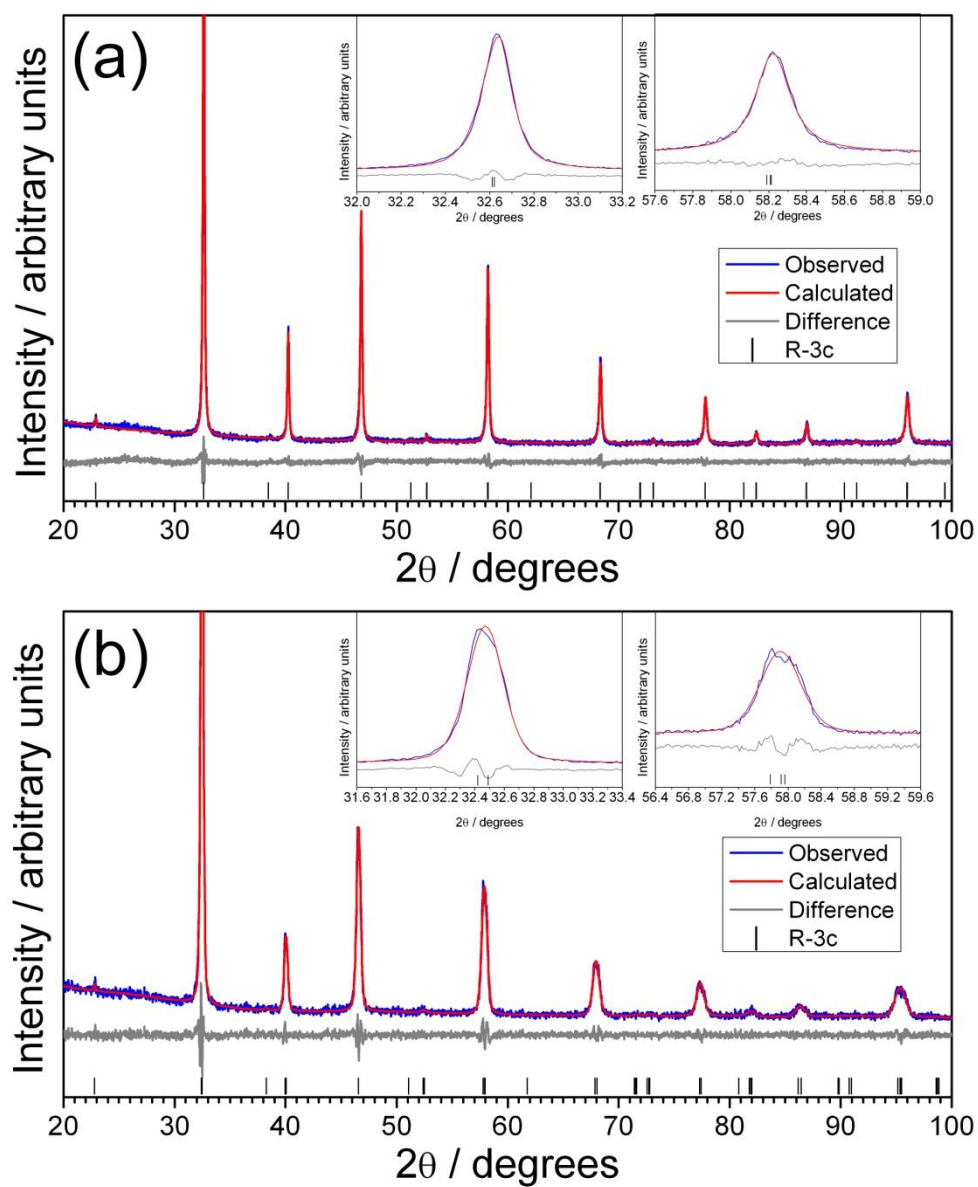 (a)
Intensity / arbitrary units
Intensity / arbitrary units
32.0 32.2 32.4 32.6 32.8 33.0 33.2
2θ / degrees
Intensity / arbitrary units
57.6 57.8 58.0 58.2 58.4 58.6 58.8 59.0
2θ / degrees
Observed
Calculated
Difference
R-3c
20 30 40 50 60 70 80 90 100
2θ / degrees
(b)
Intensity / arbitrary units
Intensity / arbitrary units
31.6 31.8 32.0 32.2 32.4 32.6 32.8 33.0 33.2 33.4
2θ / degrees
Intensity / arbitrary units
56.4 56.8 57.2 57.6 58.0 58.4 58.8 59.2 59.6
2θ / degrees
Observed
Calculated
Difference
R-3c
20 30 40 50 60 70 80 90 100
2θ / degrees